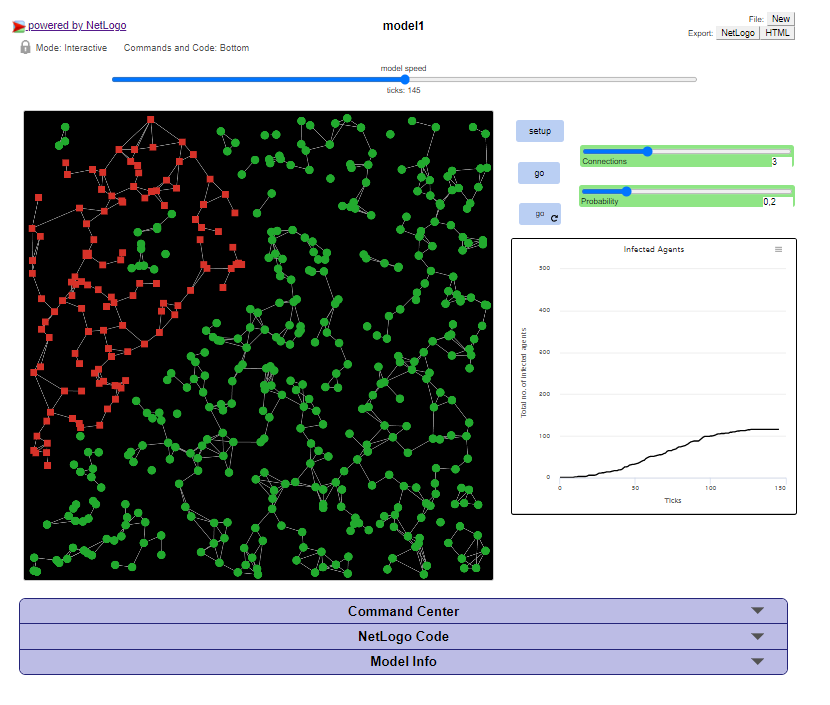 powered by NetLogo
model1
File: New
Export: NetLogo HTML
Mode: Interactive Commands and Code: Bottom
model speed
ticks: 145
setup
Connections 3
go
Probability 0,2
go
Infected Agents
Total no. of infected agents
500
400
300
200
100
0
0 50 100 150
Ticks
Command Center
NetLogo Code
Model Info